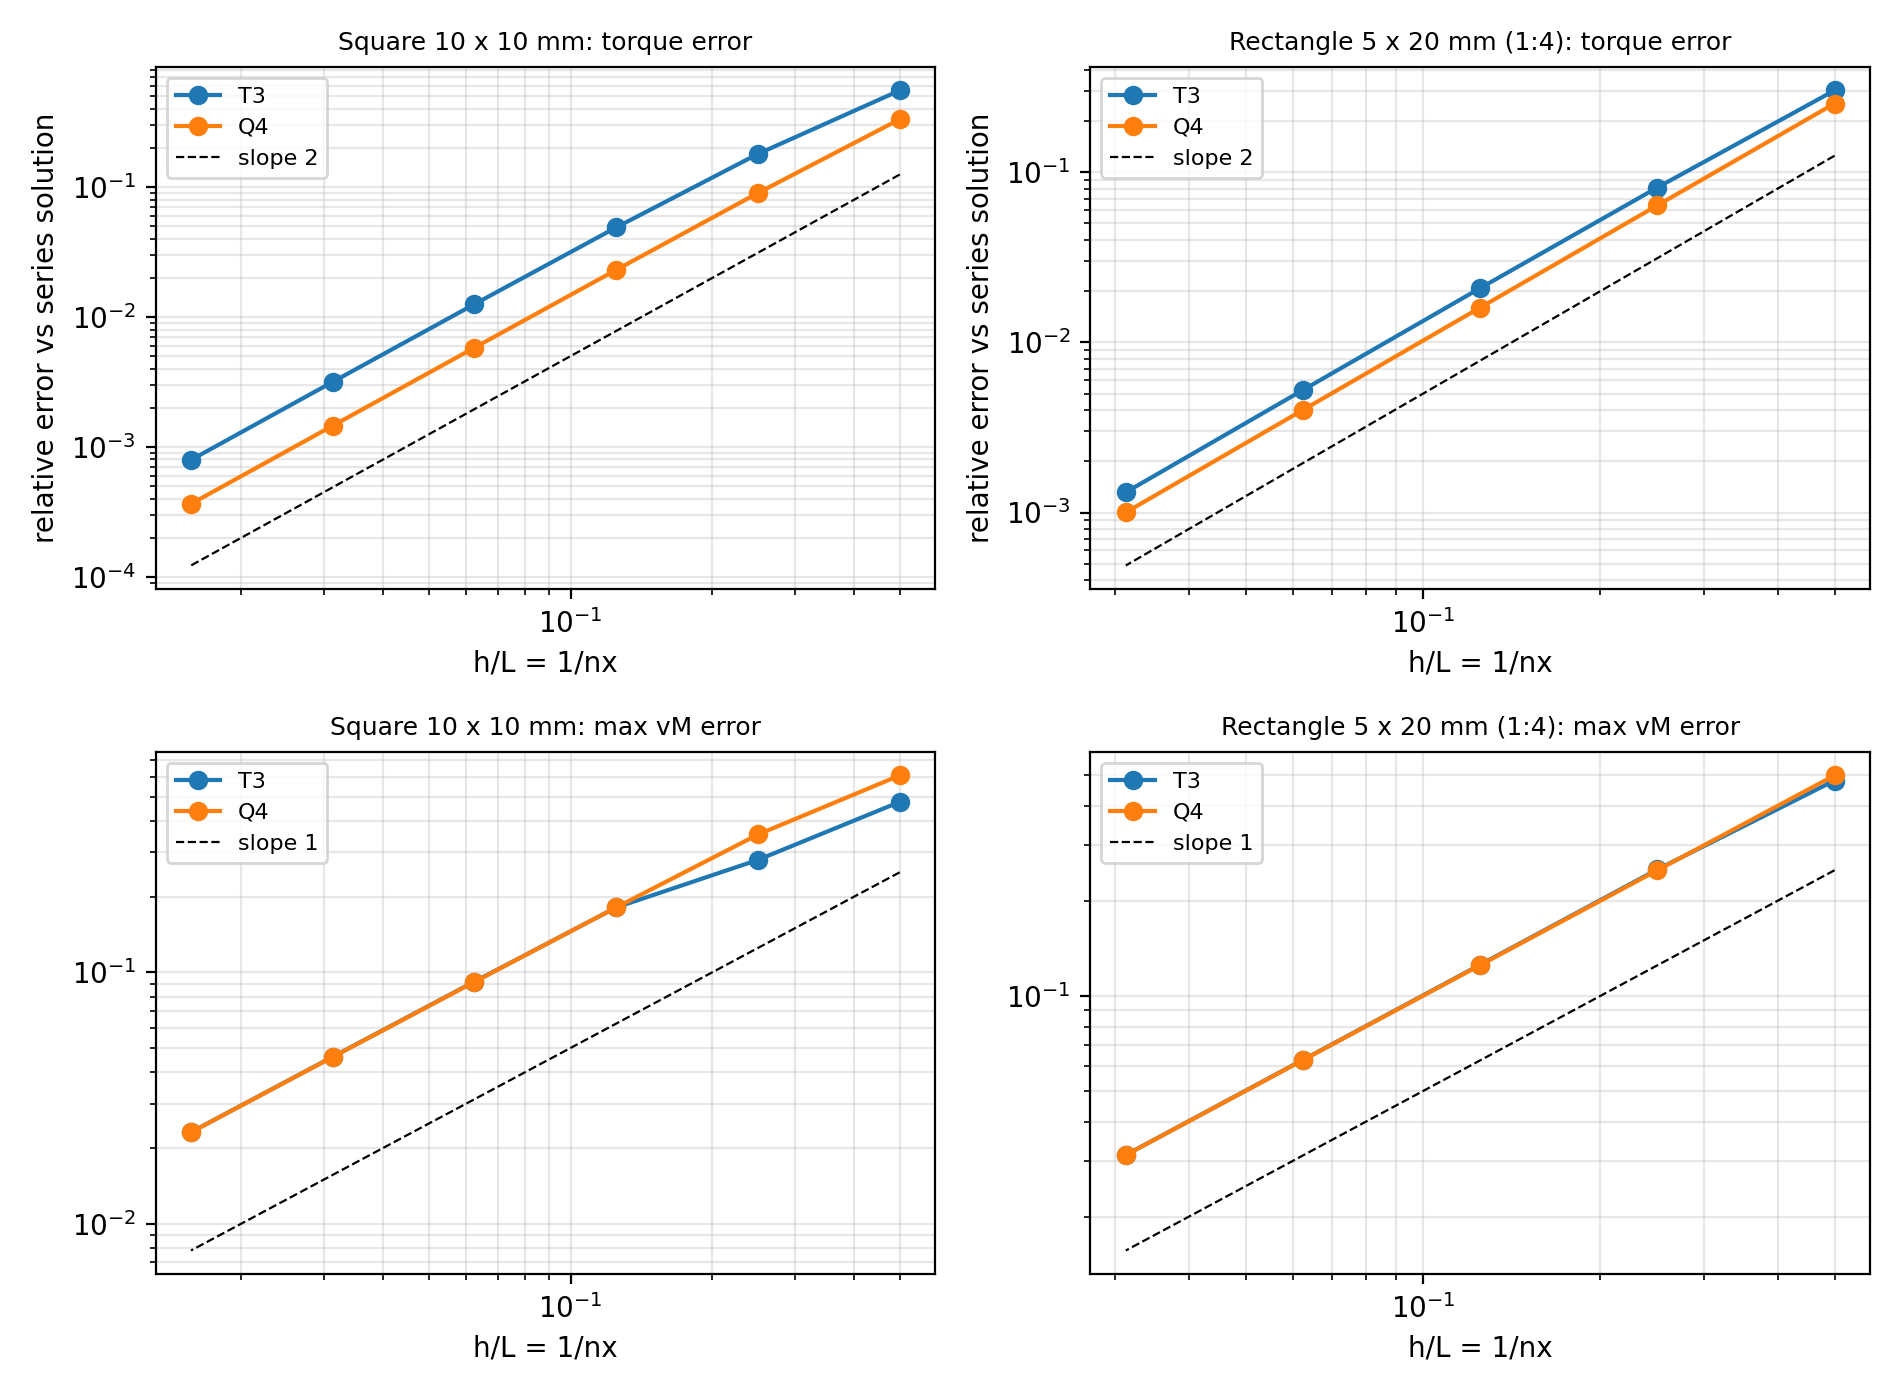 Square 10 x 10 mm: torque error
T3
Q4
slope 2
relative error vs series solution
10⁻¹
10⁻²
10⁻³
10⁻⁴
10⁻¹
h/L = 1/nx
Rectangle 5 x 20 mm (1:4): torque error
T3
Q4
slope 2
relative error vs series solution
10⁻¹
10⁻²
10⁻³
10⁻¹
h/L = 1/nx
Square 10 x 10 mm: max vM error
T3
Q4
slope 1
10⁻¹
10⁻²
10⁻¹
h/L = 1/nx
Rectangle 5 x 20 mm (1:4): max vM error
T3
Q4
slope 1
10⁻¹
10⁻¹
h/L = 1/nx